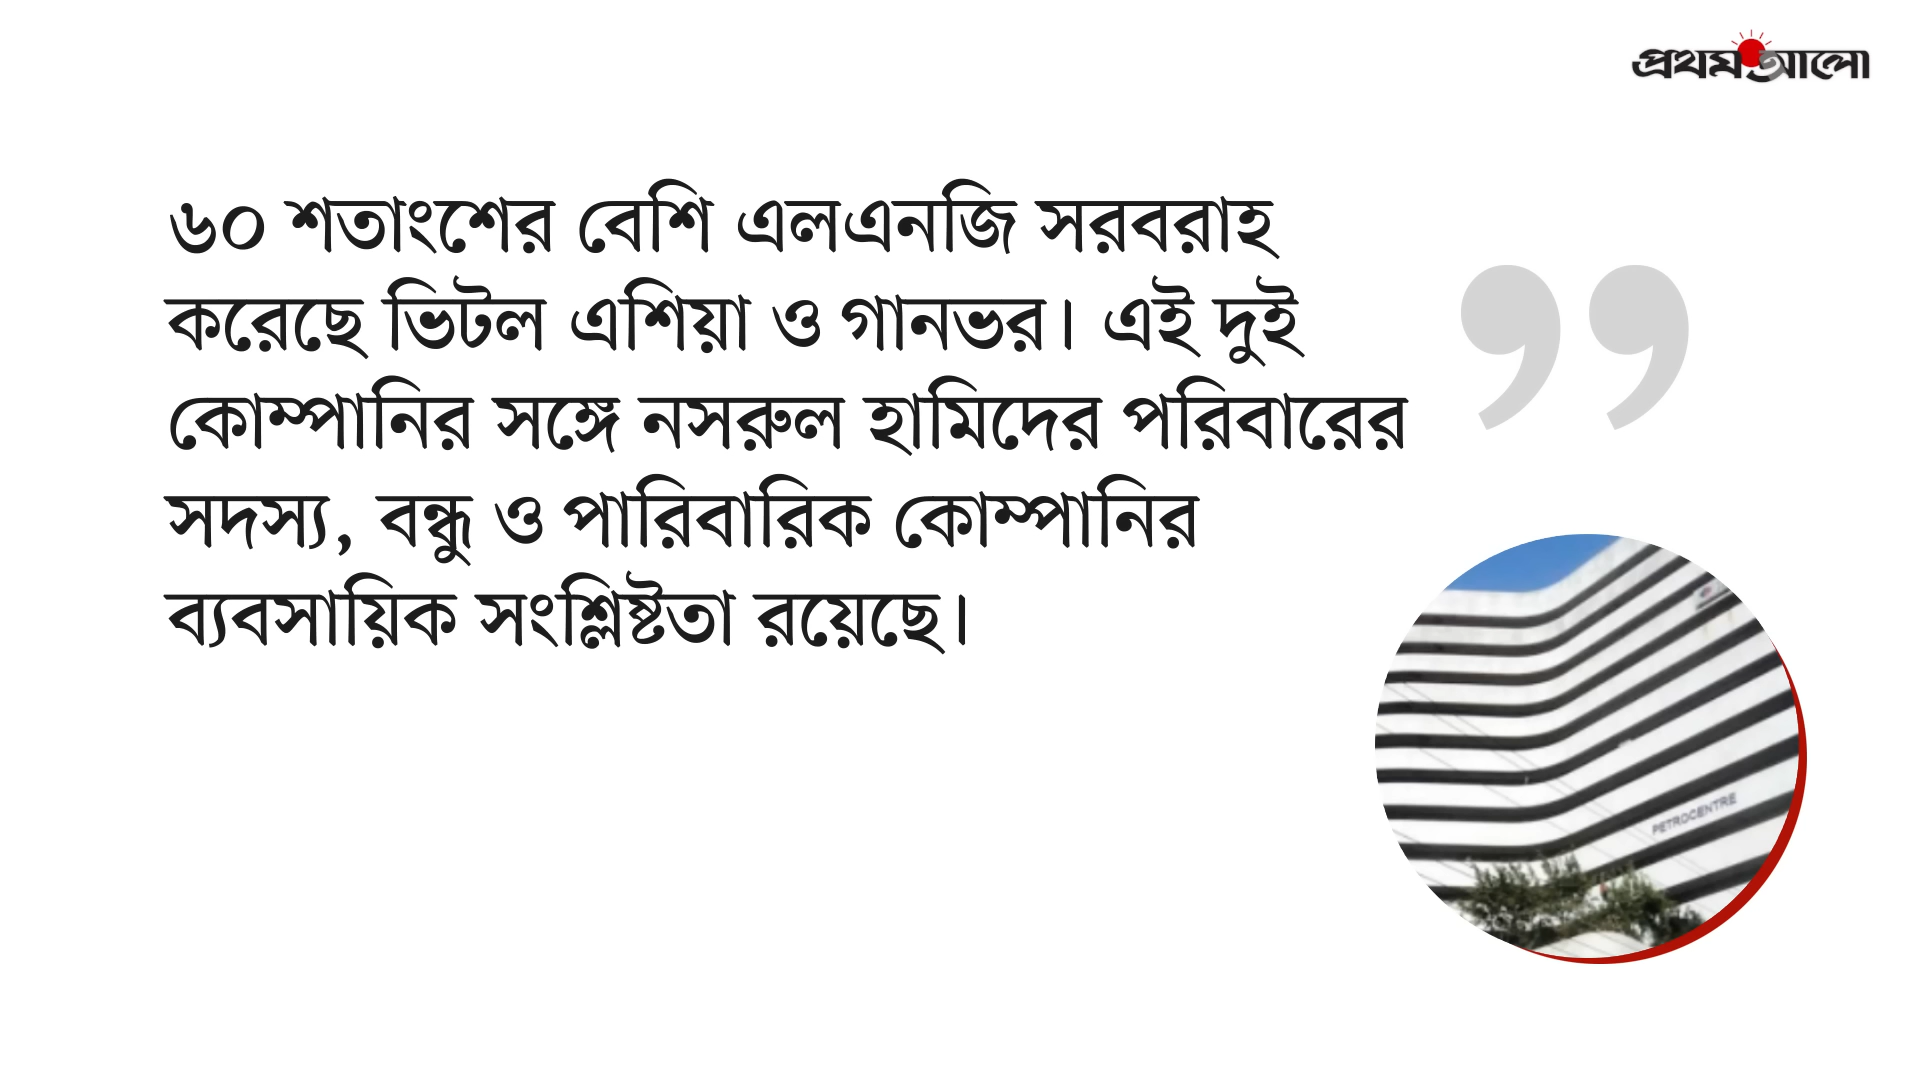 প্রথম আলো
৬০ শতাংশের বেশি এলএনজি সরবরাহ
করেছে ভিটল এশিয়া ও গানভর। এই দুই
কোম্পানির সঙ্গে নসরুল হামিদের পরিবারের
সদস্য, বন্ধু ও পারিবারিক কোম্পানির
ব্যবসায়িক সংশ্লিষ্টতা রয়েছে।
PETROCENTRE